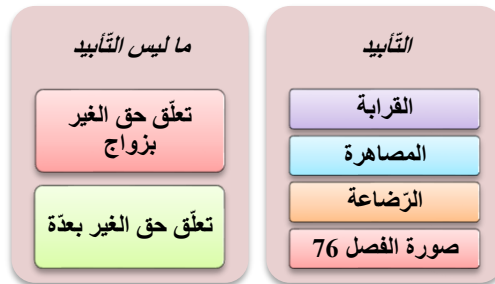 التّأبيد
القرابة
المصاهرة
الرّضاعة
صورة الفصل 76
ما ليس التّأبيد
تعلّق حق الغير
بزواج
تعلّق حق الغير بعدّة